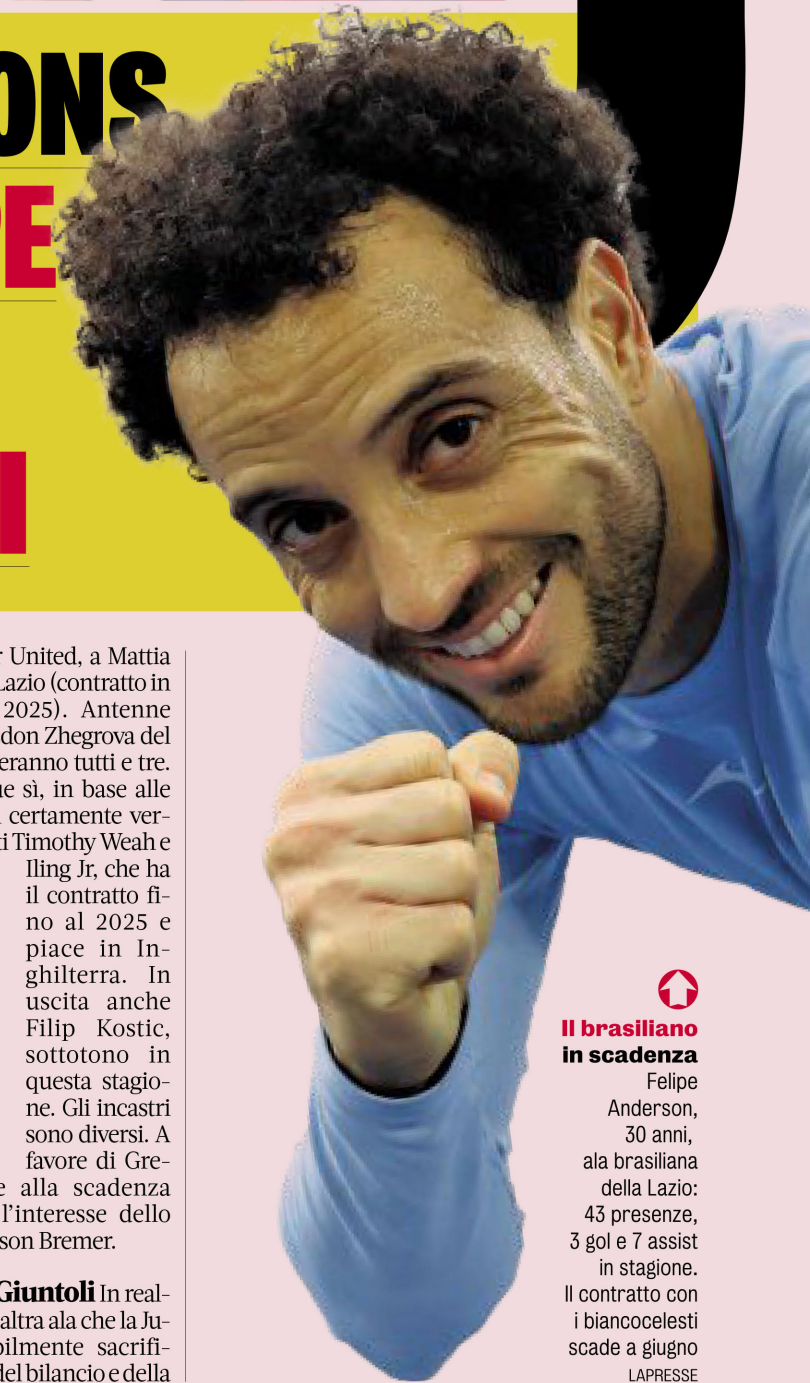 ONS
E
r United, a Mattia
Lazio (contratto in
2025). Antenne
don Zhegrova del
eranno tutti e tre.
ue sì, in base alle
certamente ver-
ti Timothy Weah e
Iling Jr, che ha
il contratto fi-
no al 2025 e
piace in In-
ghilterra. In
uscita anche
Filip Kostic,
sottotono in
questa stagio-
ne. Gli incastri
sono diversi. A
favore di Gre-
e alla scadenza
l'interesse dello
son Bremer.
Giuntoli In real-
altra ala che la Ju-
bilmente sacrifi-
del bilancio e della
Il brasiliano
in scadenza
Felipe
Anderson,
30 anni,
ala brasiliana
della Lazio:
43 presenze,
3 gol e 7 assist
in stagione.
Il contratto con
i biancocelesti
scade a giugno
LAPRESSE